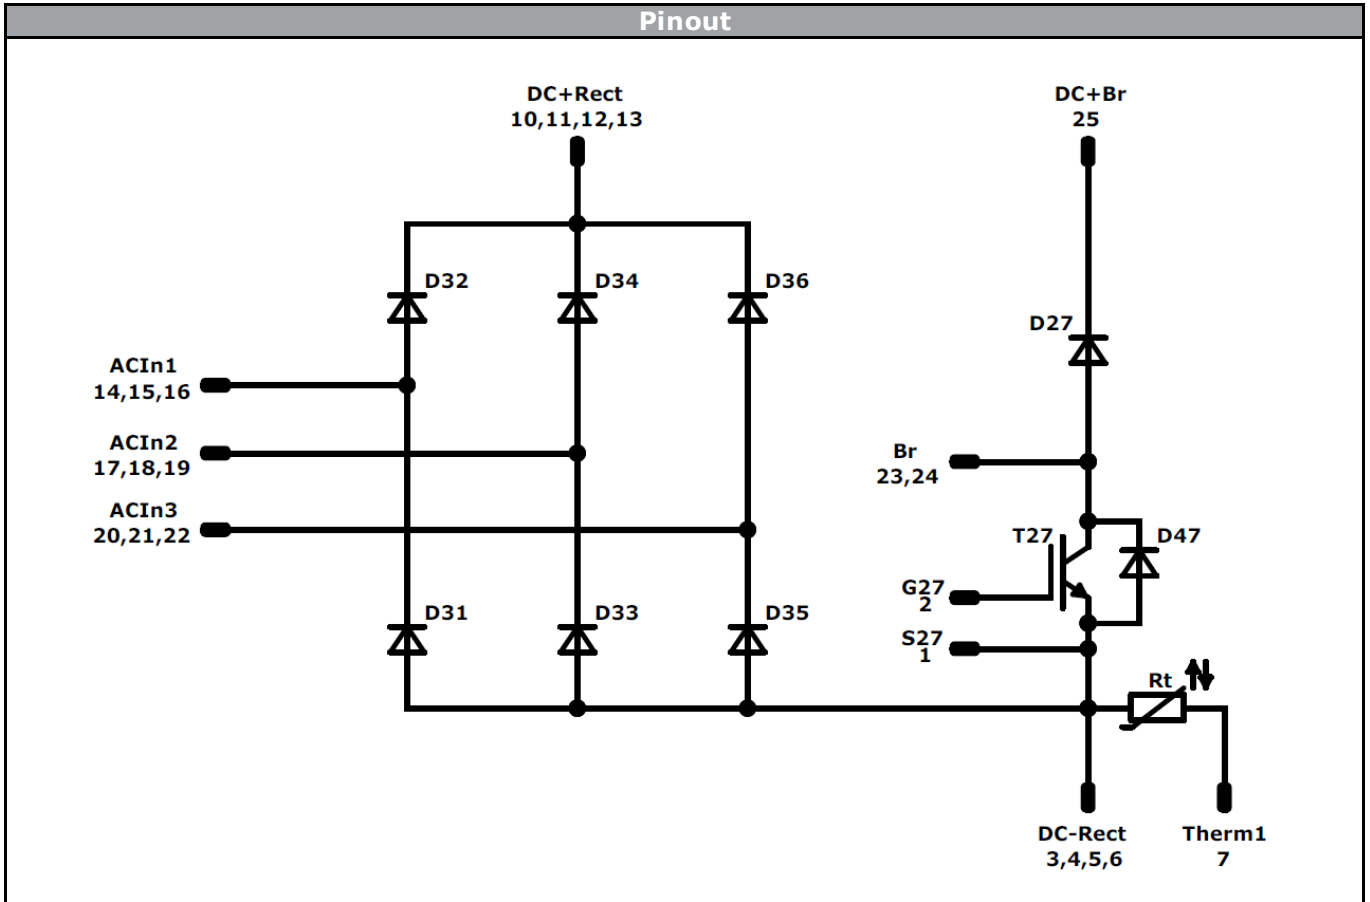 Pinout
DC+Rect
10,11,12,13
DC+Br
25
D32
D34
D36
D27
ACIn1
14,15,16
ACIn2
17,18,19
Br
23,24
ACIn3
20,21,22
T27
D47
G27
2
D31
D33
D35
S27
1
Rt
DC-Rect
3,4,5,6
Therm1
7